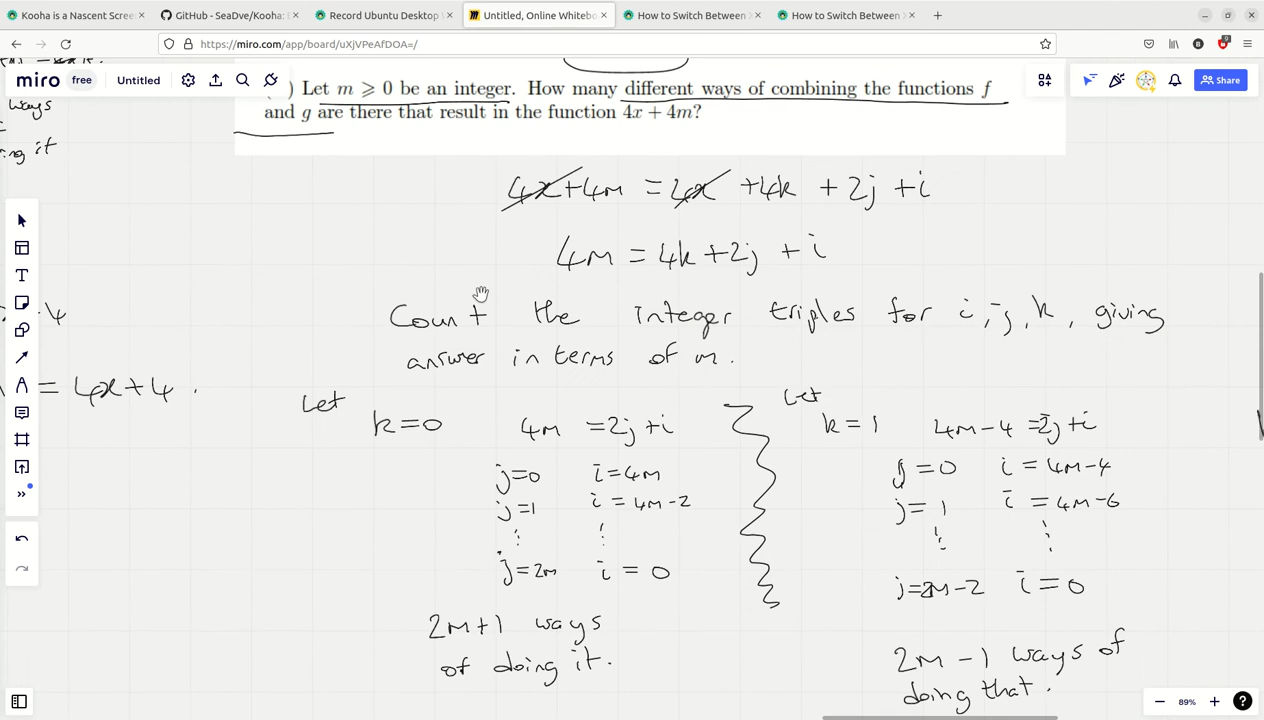 Kooha is a Nascent Scree
GitHub - SeaDve/Kooha: E
Record Ubuntu Desktop
Untitled, Online Whitebo
How to Switch Between
How to Switch Between
https://miro.com/app/board/uXjVPeAfDOA=/
miro free Untitled
Share
) Let m ⩾ 0 be an integer. How many different ways of combining the functions f
and g are there that result in the function 4x + 4m?
ways
ng it
4x+4m = 4x +4k + 2j + i
4m = 4k+2j + i
Count the integer triples for i, j, k, giving
answer in terms of m.
4
= 4x+4.
Let
k=0 4m =2j+i
j=0 i=4m
j=1 i=4m-2
⋮ ⋮
j=2m i=0
2m+1 ways
of doing it.
Let
k=1 4m-4=2j+i
j=0 i=4m-4
j=1 i=4m-6
⋮ ⋮
j=2m-2 i=0
2m-1 ways of
doing that.
89%